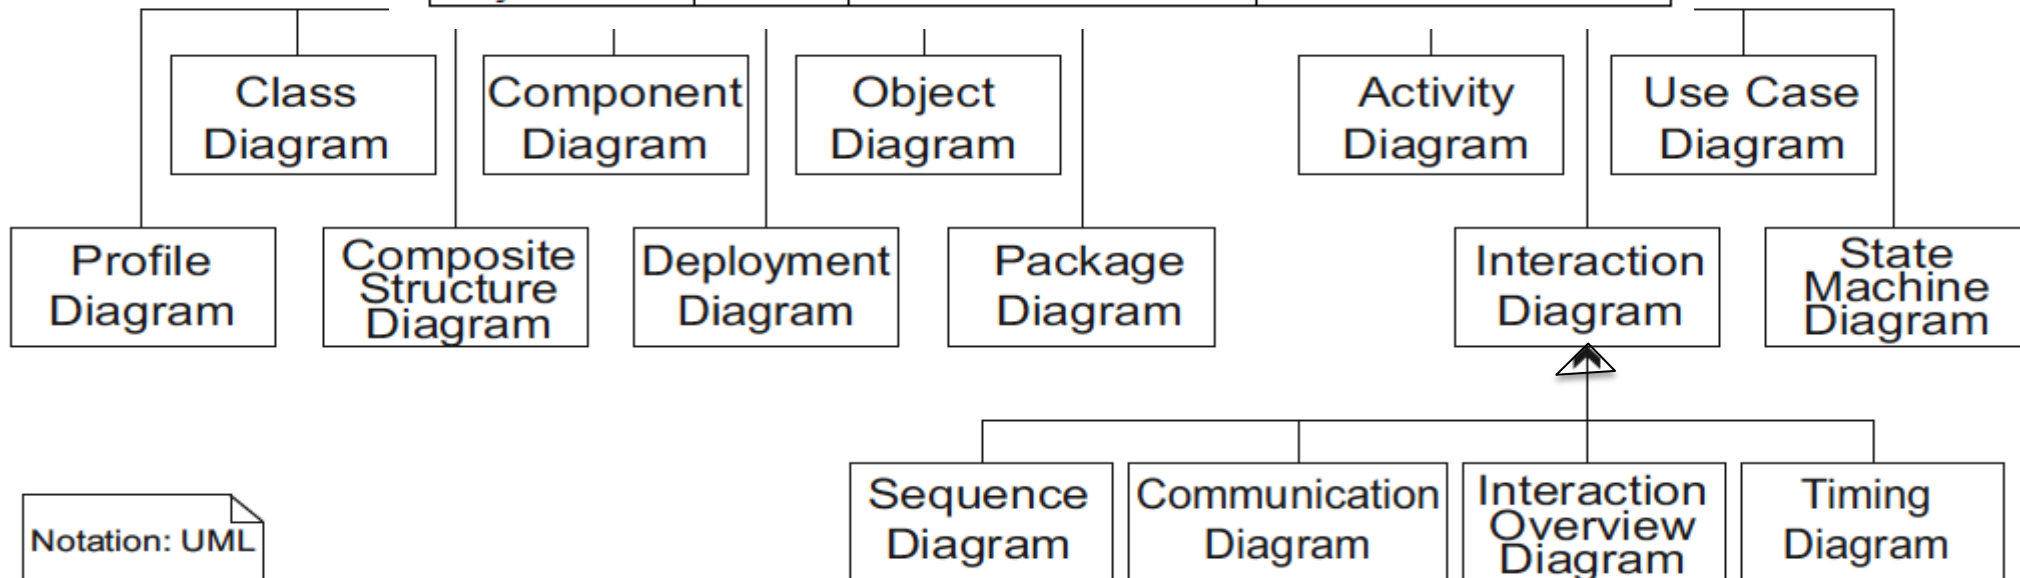 Class
Diagram
Component
Diagram
Object
Diagram
Activity
Diagram
Use Case
Diagram
Profile
Diagram
Composite
Structure
Diagram
Deployment
Diagram
Package
Diagram
Interaction
Diagram
State
Machine
Diagram
Sequence
Diagram
Communication
Diagram
Interaction
Overview
Diagram
Timing
Diagram
Notation: UML